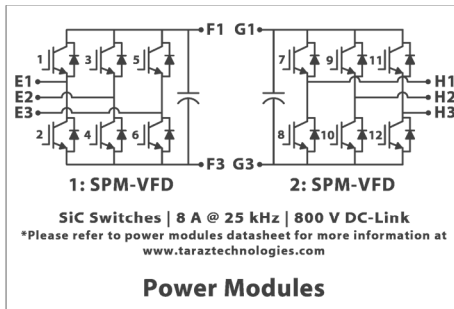 F1 G1
1 3 5 7 9 11
E1 H1
E2 H2
E3 H3
2 4 6 8 10 12
F3 G3
1: SPM-VFD 2: SPM-VFD
SiC Switches | 8 A @ 25 kHz | 800 V DC-Link
*Please refer to power modules datasheet for more information at
www.taraztechnologies.com
Power Modules